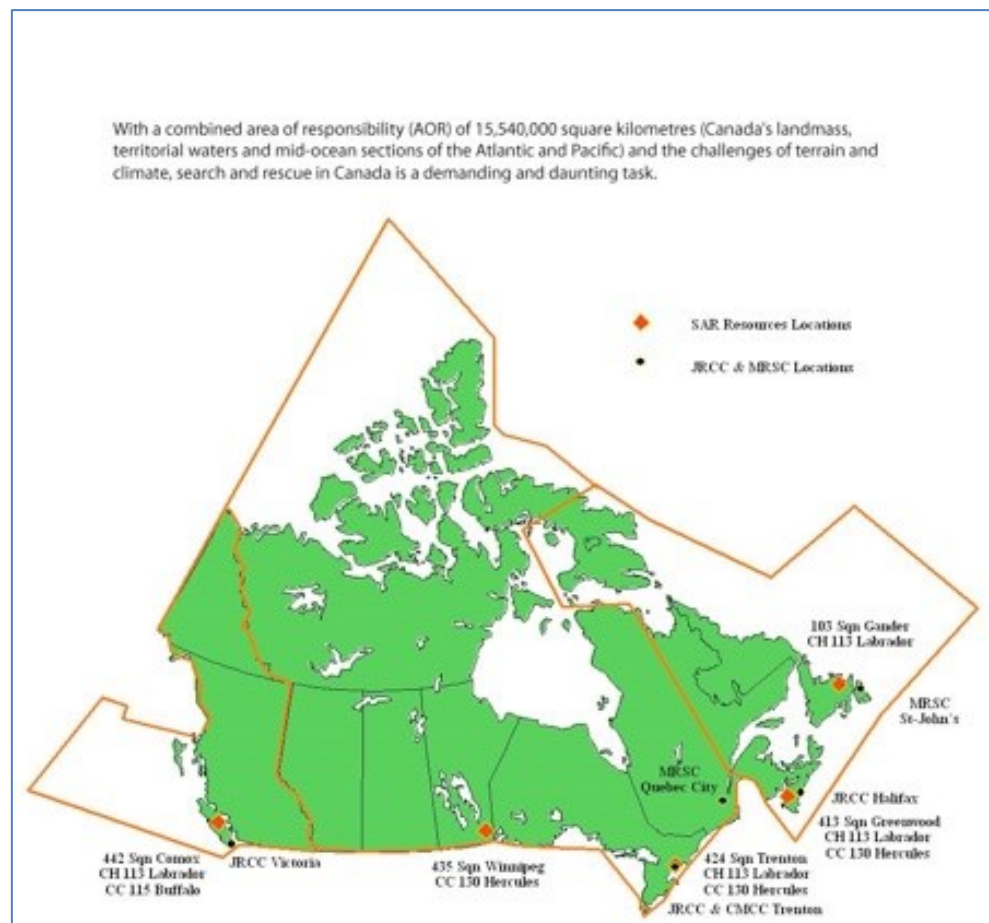 With a combined area of responsibility (AOR) of 15,540,000 square kilometres (Canada's landmass,
territorial waters and mid-ocean sections of the Atlantic and Pacific) and the challenges of terrain and
climate, search and rescue in Canada is a demanding and daunting task.
SAR Resources Locations
JRCC & MRSC Locations
103 Sqn Gander
CH 113 Labrador
MRSC
St-John's
MRSC
Quebec City
JRCC Halifax
413 Sqn Greenwood
CH 113 Labrador
CC 130 Hercules
442 Sqn Comox
CH 113 Labrador
CC 115 Buffalo
JRCC Victoria
435 Sqn Winnipeg
CC 130 Hercules
424 Sqn Trenton
CH 113 Labrador
CC 130 Hercules
JRCC & CMCC Trenton